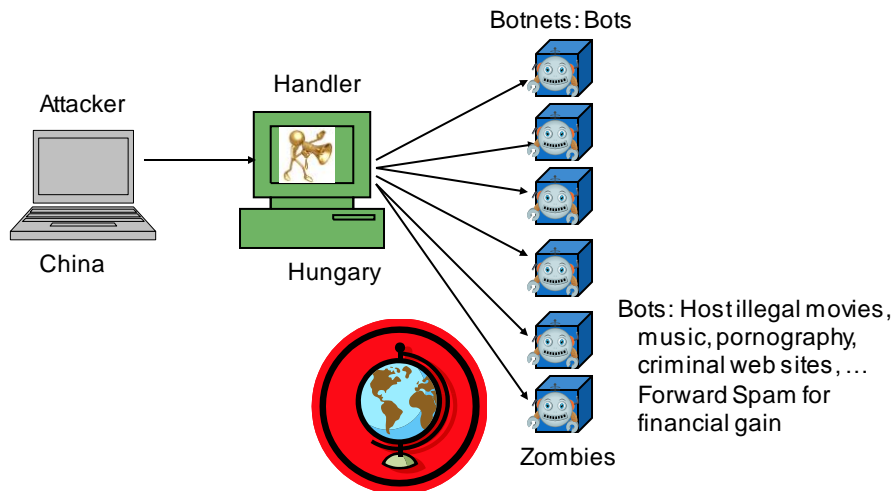 Botnets: Bots
Handler
Attacker
China
Hungary
Bots: Host illegal movies,
music, pornography,
criminal web sites, …
Forward Spam for
financial gain
Zombies